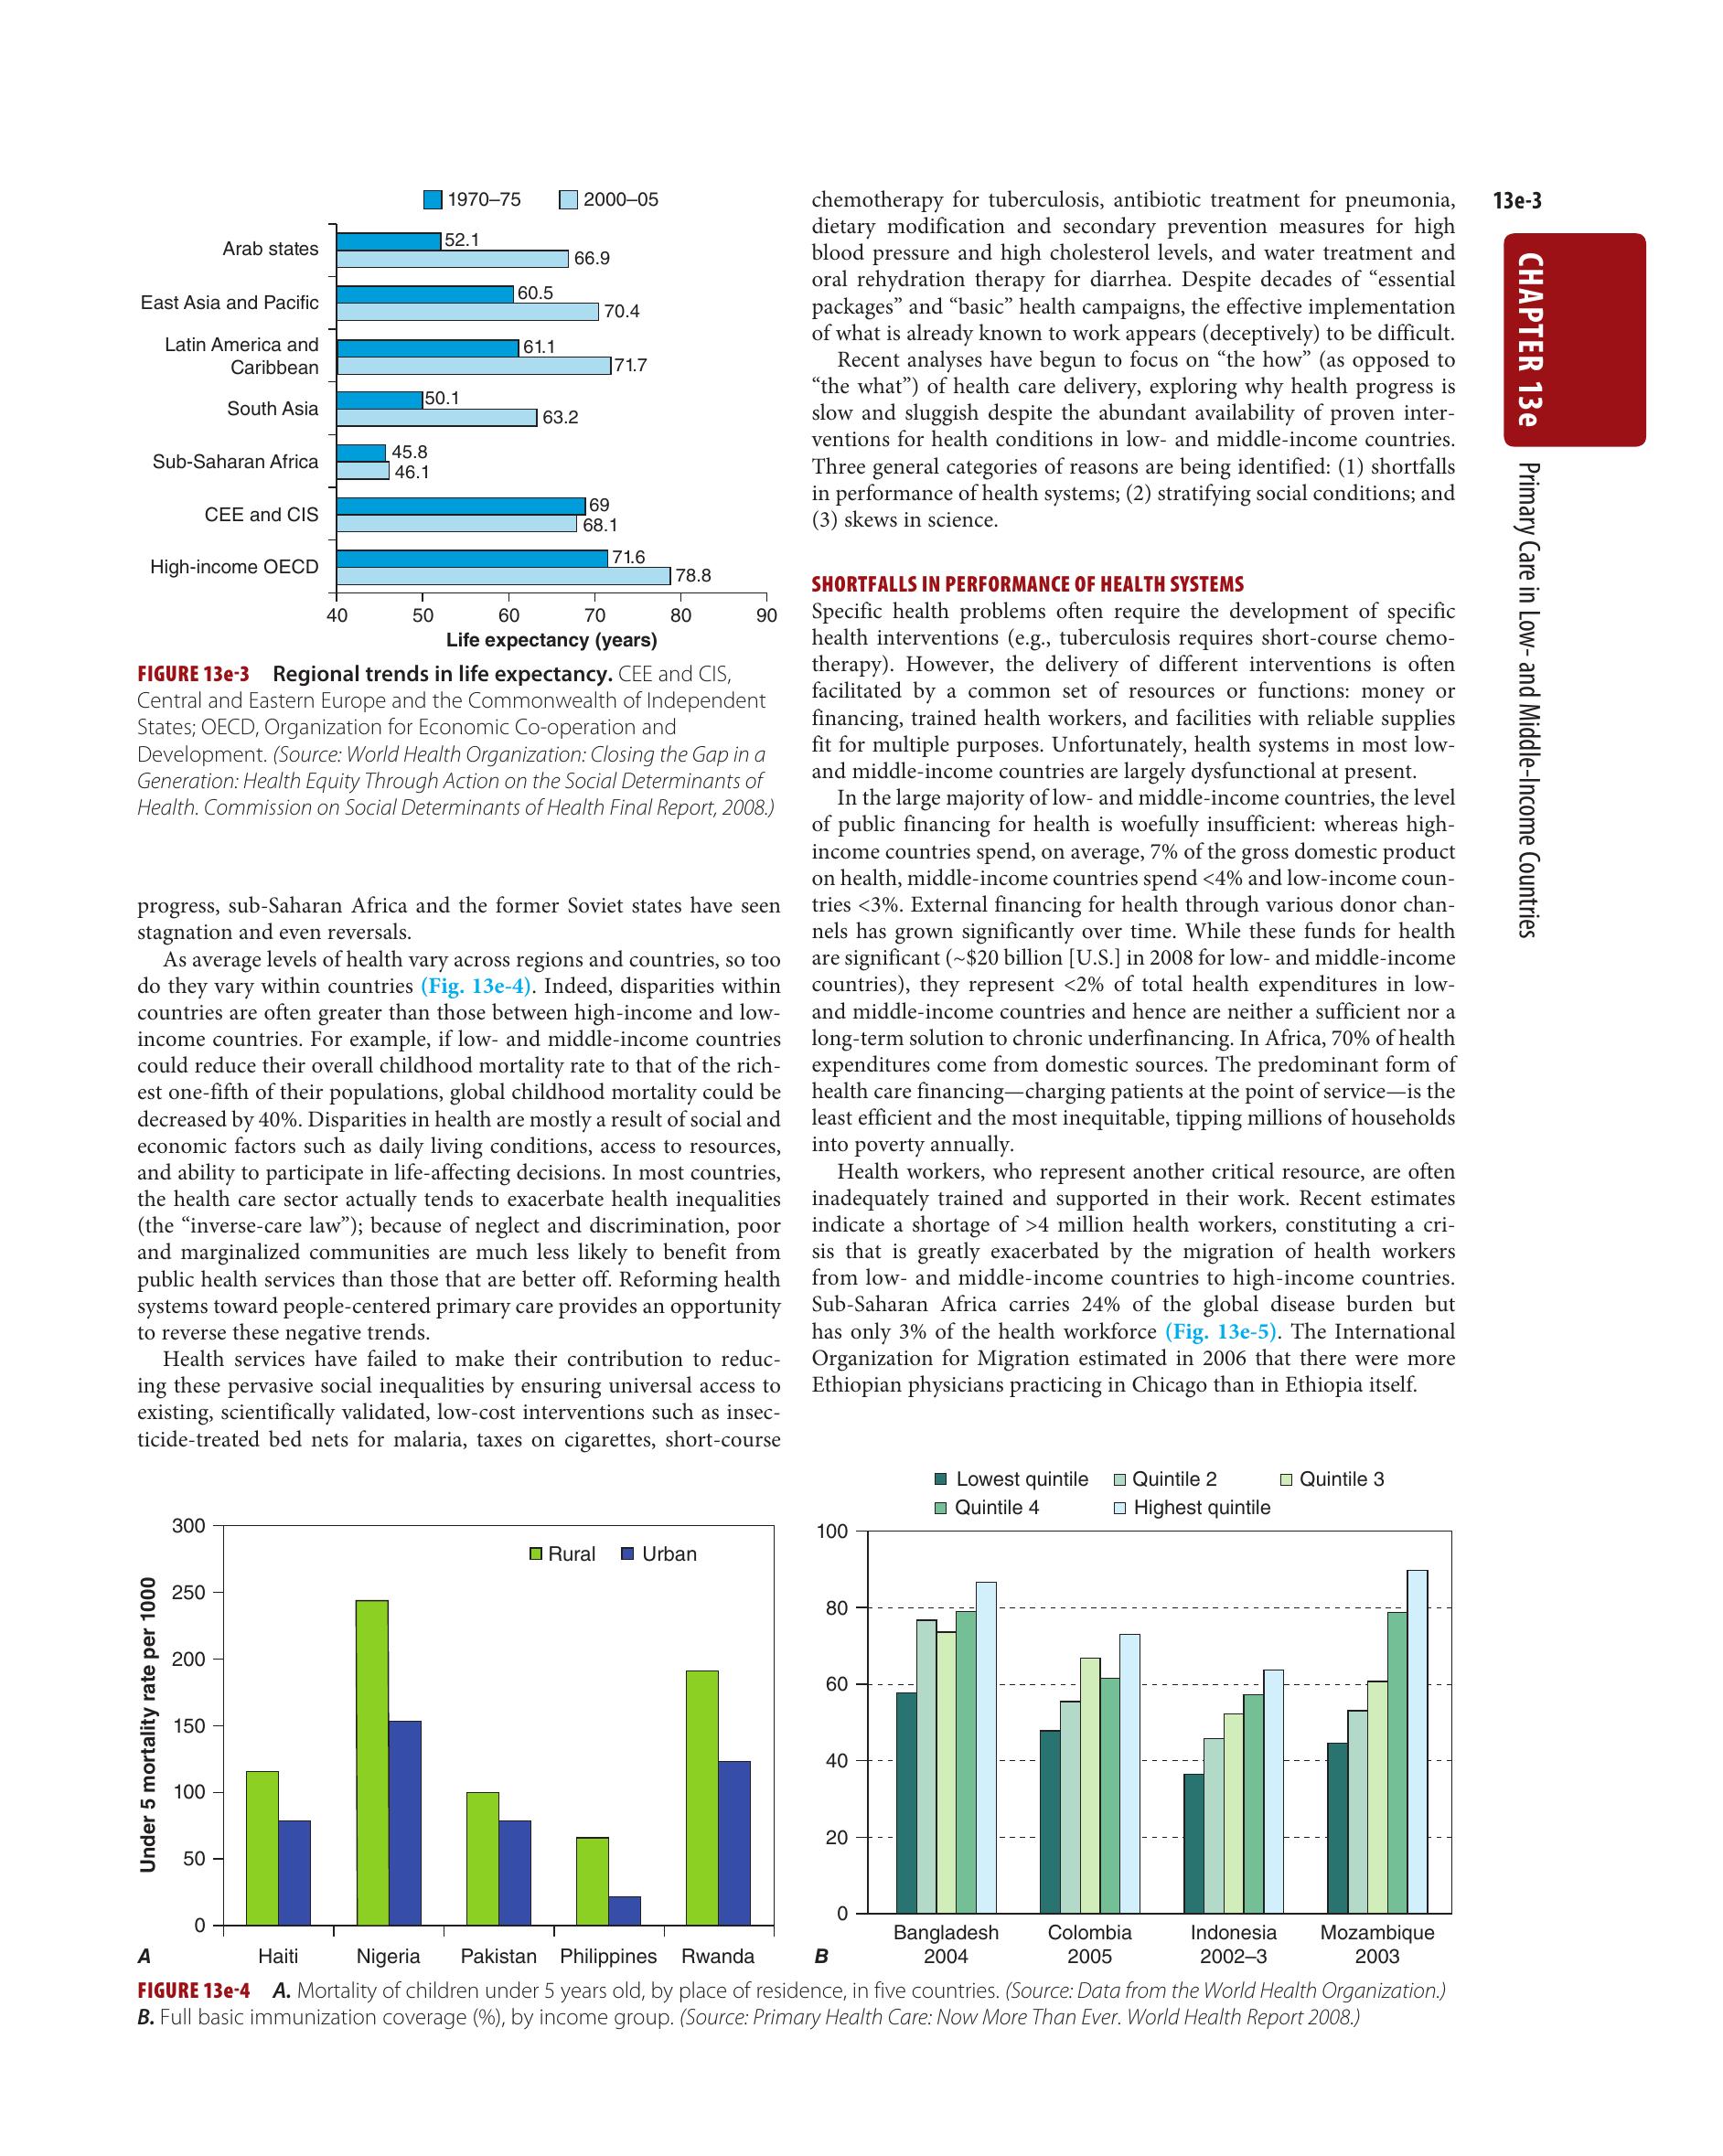 1970–75 2000–05
Arab states
52.1
66.9
East Asia and Pacific
60.5
70.4
Latin America and
Caribbean
61.1
71.7
South Asia
50.1
63.2
Sub-Saharan Africa
45.8
46.1
CEE and CIS
69
68.1
High-income OECD
71.6
78.8
40 50 60 70 80 90
Life expectancy (years)
FIGURE 13e-3 Regional trends in life expectancy. CEE and CIS,
Central and Eastern Europe and the Commonwealth of Independent
States; OECD, Organization for Economic Co-operation and
Development. (Source: World Health Organization: Closing the Gap in a
Generation: Health Equity Through Action on the Social Determinants of
Health. Commission on Social Determinants of Health Final Report, 2008.)
progress, sub-Saharan Africa and the former Soviet states have seen
stagnation and even reversals.
As average levels of health vary across regions and countries, so too
do they vary within countries (Fig. 13e-4). Indeed, disparities within
countries are often greater than those between high-income and low-
income countries. For example, if low- and middle-income countries
could reduce their overall childhood mortality rate to that of the rich-
est one-fifth of their populations, global childhood mortality could be
decreased by 40%. Disparities in health are mostly a result of social and
economic factors such as daily living conditions, access to resources,
and ability to participate in life-affecting decisions. In most countries,
the health care sector actually tends to exacerbate health inequalities
(the “inverse-care law”); because of neglect and discrimination, poor
and marginalized communities are much less likely to benefit from
public health services than those that are better off. Reforming health
systems toward people-centered primary care provides an opportunity
to reverse these negative trends.
Health services have failed to make their contribution to reduc-
ing these pervasive social inequalities by ensuring universal access to
existing, scientifically validated, low-cost interventions such as insec-
ticide-treated bed nets for malaria, taxes on cigarettes, short-course
chemotherapy for tuberculosis, antibiotic treatment for pneumonia,
dietary modification and secondary prevention measures for high
blood pressure and high cholesterol levels, and water treatment and
oral rehydration therapy for diarrhea. Despite decades of “essential
packages” and “basic” health campaigns, the effective implementation
of what is already known to work appears (deceptively) to be difficult.
Recent analyses have begun to focus on “the how” (as opposed to
“the what”) of health care delivery, exploring why health progress is
slow and sluggish despite the abundant availability of proven inter-
ventions for health conditions in low- and middle-income countries.
Three general categories of reasons are being identified: (1) shortfalls
in performance of health systems; (2) stratifying social conditions; and
(3) skews in science.
SHORTFALLS IN PERFORMANCE OF HEALTH SYSTEMS
Specific health problems often require the development of specific
health interventions (e.g., tuberculosis requires short-course chemo-
therapy). However, the delivery of different interventions is often
facilitated by a common set of resources or functions: money or
financing, trained health workers, and facilities with reliable supplies
fit for multiple purposes. Unfortunately, health systems in most low-
and middle-income countries are largely dysfunctional at present.
In the large majority of low- and middle-income countries, the level
of public financing for health is woefully insufficient: whereas high-
income countries spend, on average, 7% of the gross domestic product
on health, middle-income countries spend <4% and low-income coun-
tries <3%. External financing for health through various donor chan-
nels has grown significantly over time. While these funds for health
are significant (~$20 billion [U.S.] in 2008 for low- and middle-income
countries), they represent <2% of total health expenditures in low-
and middle-income countries and hence are neither a sufficient nor a
long-term solution to chronic underfinancing. In Africa, 70% of health
expenditures come from domestic sources. The predominant form of
health care financing—charging patients at the point of service—is the
least efficient and the most inequitable, tipping millions of households
into poverty annually.
Health workers, who represent another critical resource, are often
inadequately trained and supported in their work. Recent estimates
indicate a shortage of >4 million health workers, constituting a cri-
sis that is greatly exacerbated by the migration of health workers
from low- and middle-income countries to high-income countries.
Sub-Saharan Africa carries 24% of the global disease burden but
has only 3% of the health workforce (Fig. 13e-5). The International
Organization for Migration estimated in 2006 that there were more
Ethiopian physicians practicing in Chicago than in Ethiopia itself.
13e-3
CHAPTER 13e
Primary Care in Low- and Middle-Income Countries
Under 5 mortality rate per 1000
300
250
200
150
100
50
0
Rural Urban
Haiti Nigeria Pakistan Philippines Rwanda
A
Lowest quintile Quintile 2 Quintile 3
Quintile 4 Highest quintile
100
80
60
40
20
0
Bangladesh Colombia Indonesia Mozambique
2004 2005 2002–3 2003
B
FIGURE 13e-4 A. Mortality of children under 5 years old, by place of residence, in five countries. (Source: Data from the World Health Organization.)
B. Full basic immunization coverage (%), by income group. (Source: Primary Health Care: Now More Than Ever. World Health Report 2008.)